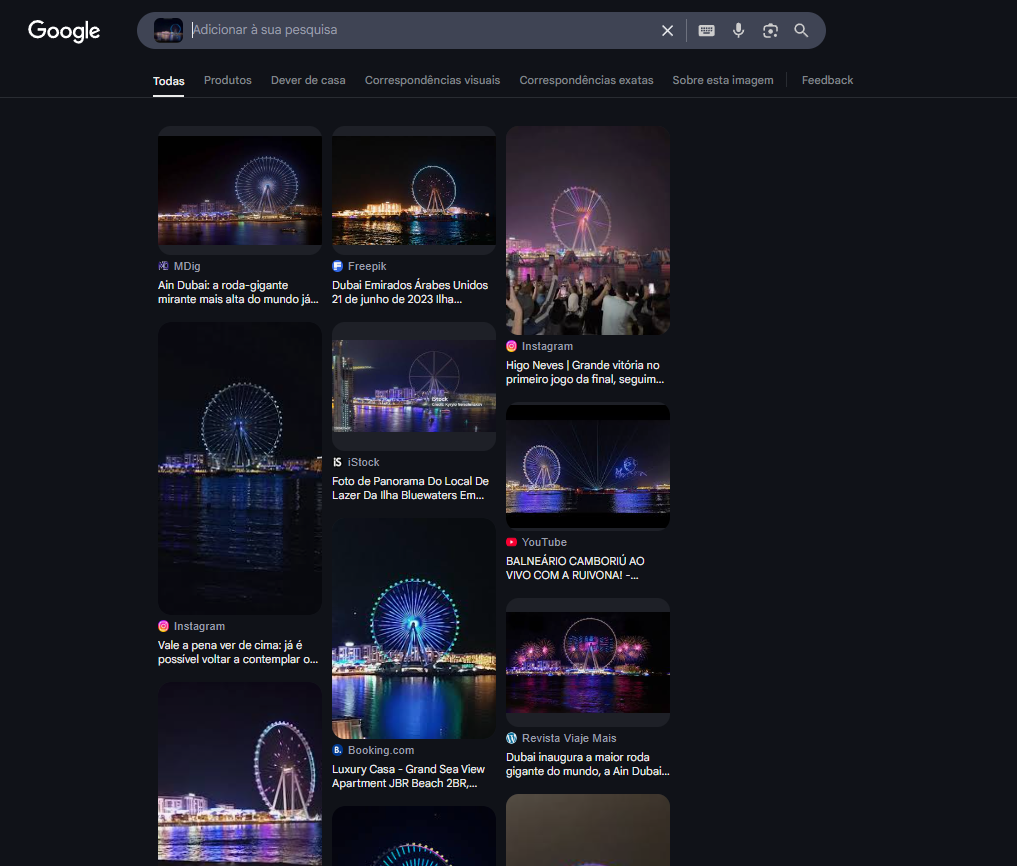 Google
Adicionar à sua pesquisa
Todas
Produtos
Dever de casa
Correspondências visuais
Correspondências exatas
Sobre esta imagem
Feedback
MDig
Ain Dubai: a roda-gigante
mirante mais alta do mundo já...
Freepik
Dubai Emirados Árabes Unidos
21 de junho de 2023 Ilha...
Instagram
Higo Neves | Grande vitória no
primeiro jogo da final, seguim...
Instagram
Vale a pena ver de cima: já é
possível voltar a contemplar o...
iStock
iS iStock
Foto de Panorama Do Local De
Lazer Da Ilha Bluewaters Em...
YouTube
BALNEÁRIO CAMBORIÚ AO
VIVO COM A RUIVONA! -...
B. Booking.com
Luxury Casa - Grand Sea View
Apartment JBR Beach 2BR,...
Revista Viaje Mais
Dubai inaugura a maior roda
gigante do mundo, a Ain Dubai...